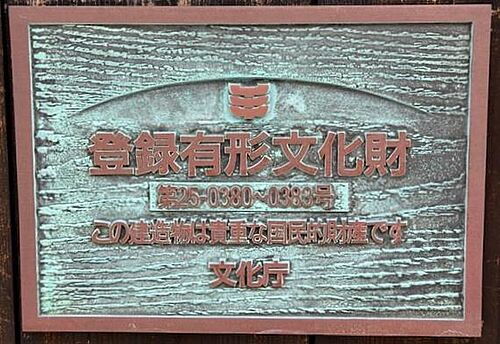 登録有形文化財
第25-0380~0383号
この建造物は貴重な国民的財産です
文化庁